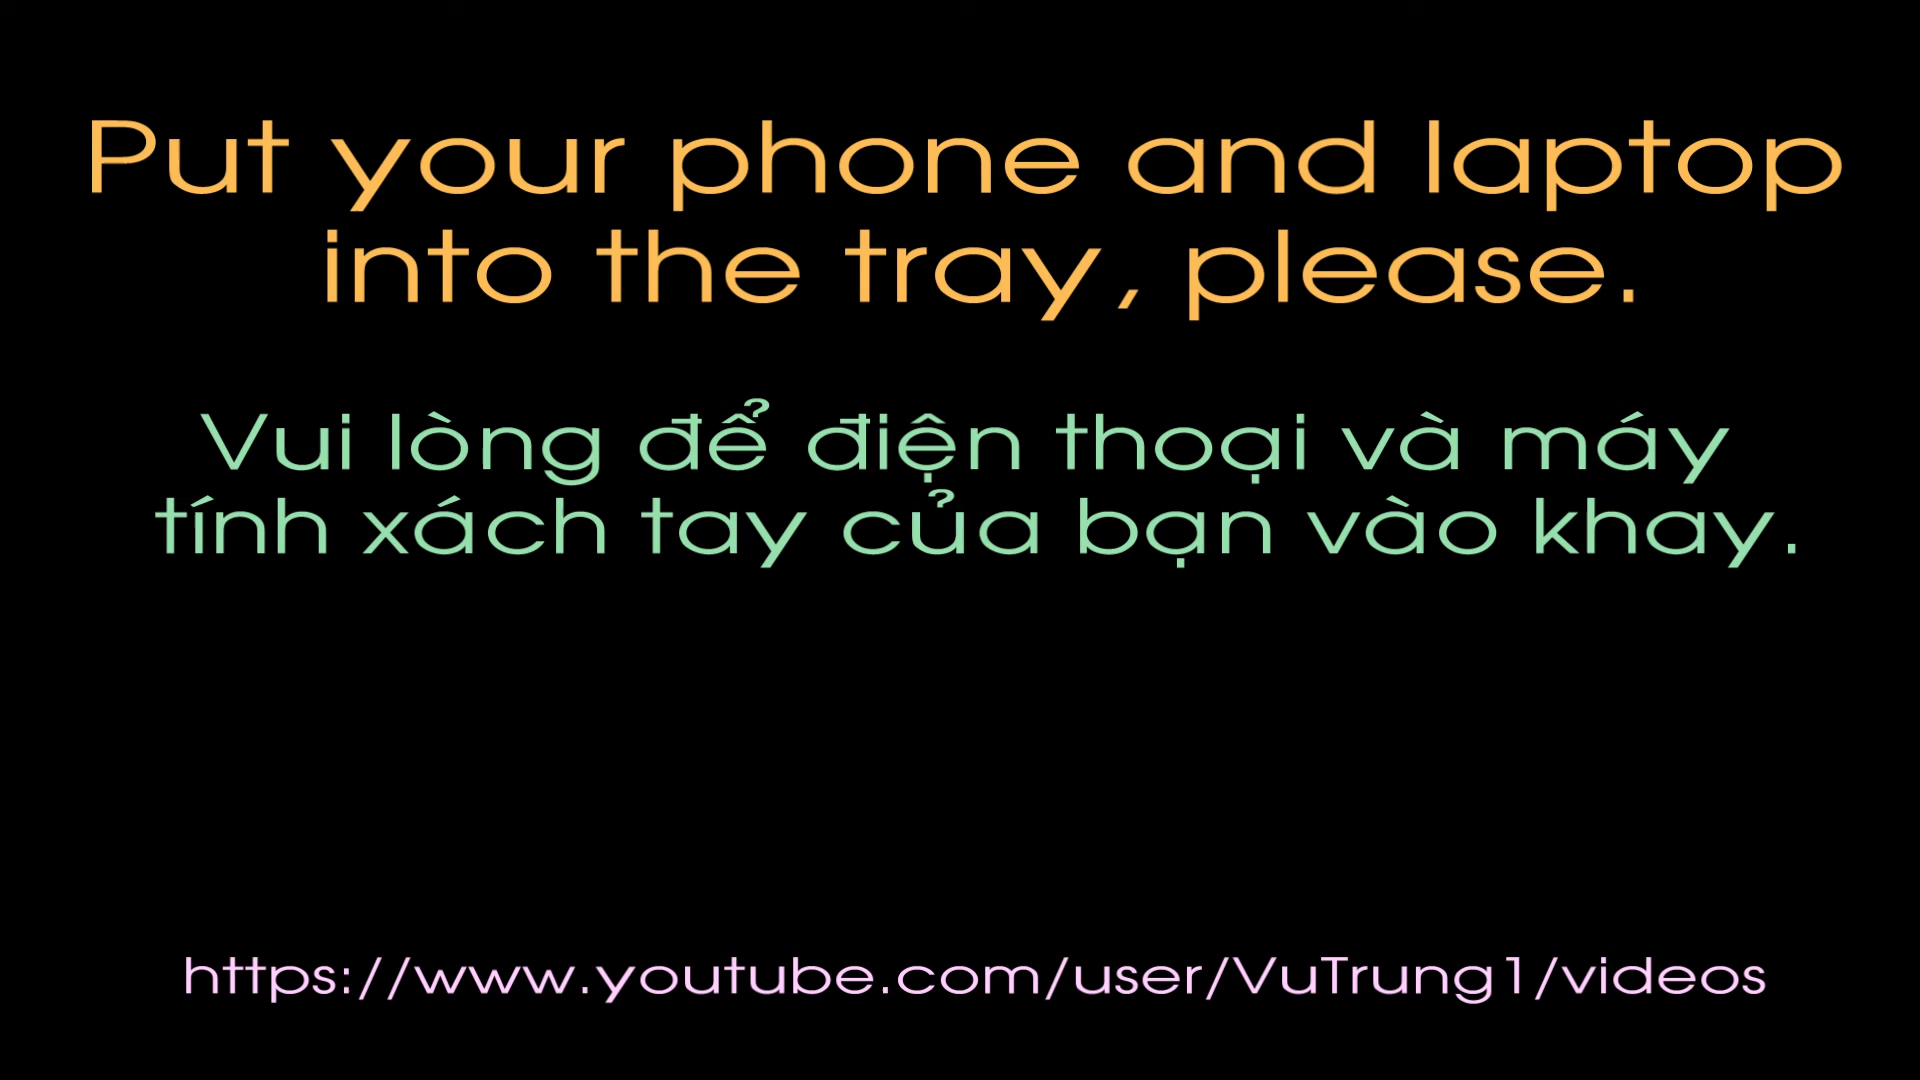 Put your phone and laptop
into the tray, please.
Vui lòng để điện thoại và máy
tính xách tay của bạn vào khay.
https://www.youtube.com/user/VuTrung1/videos